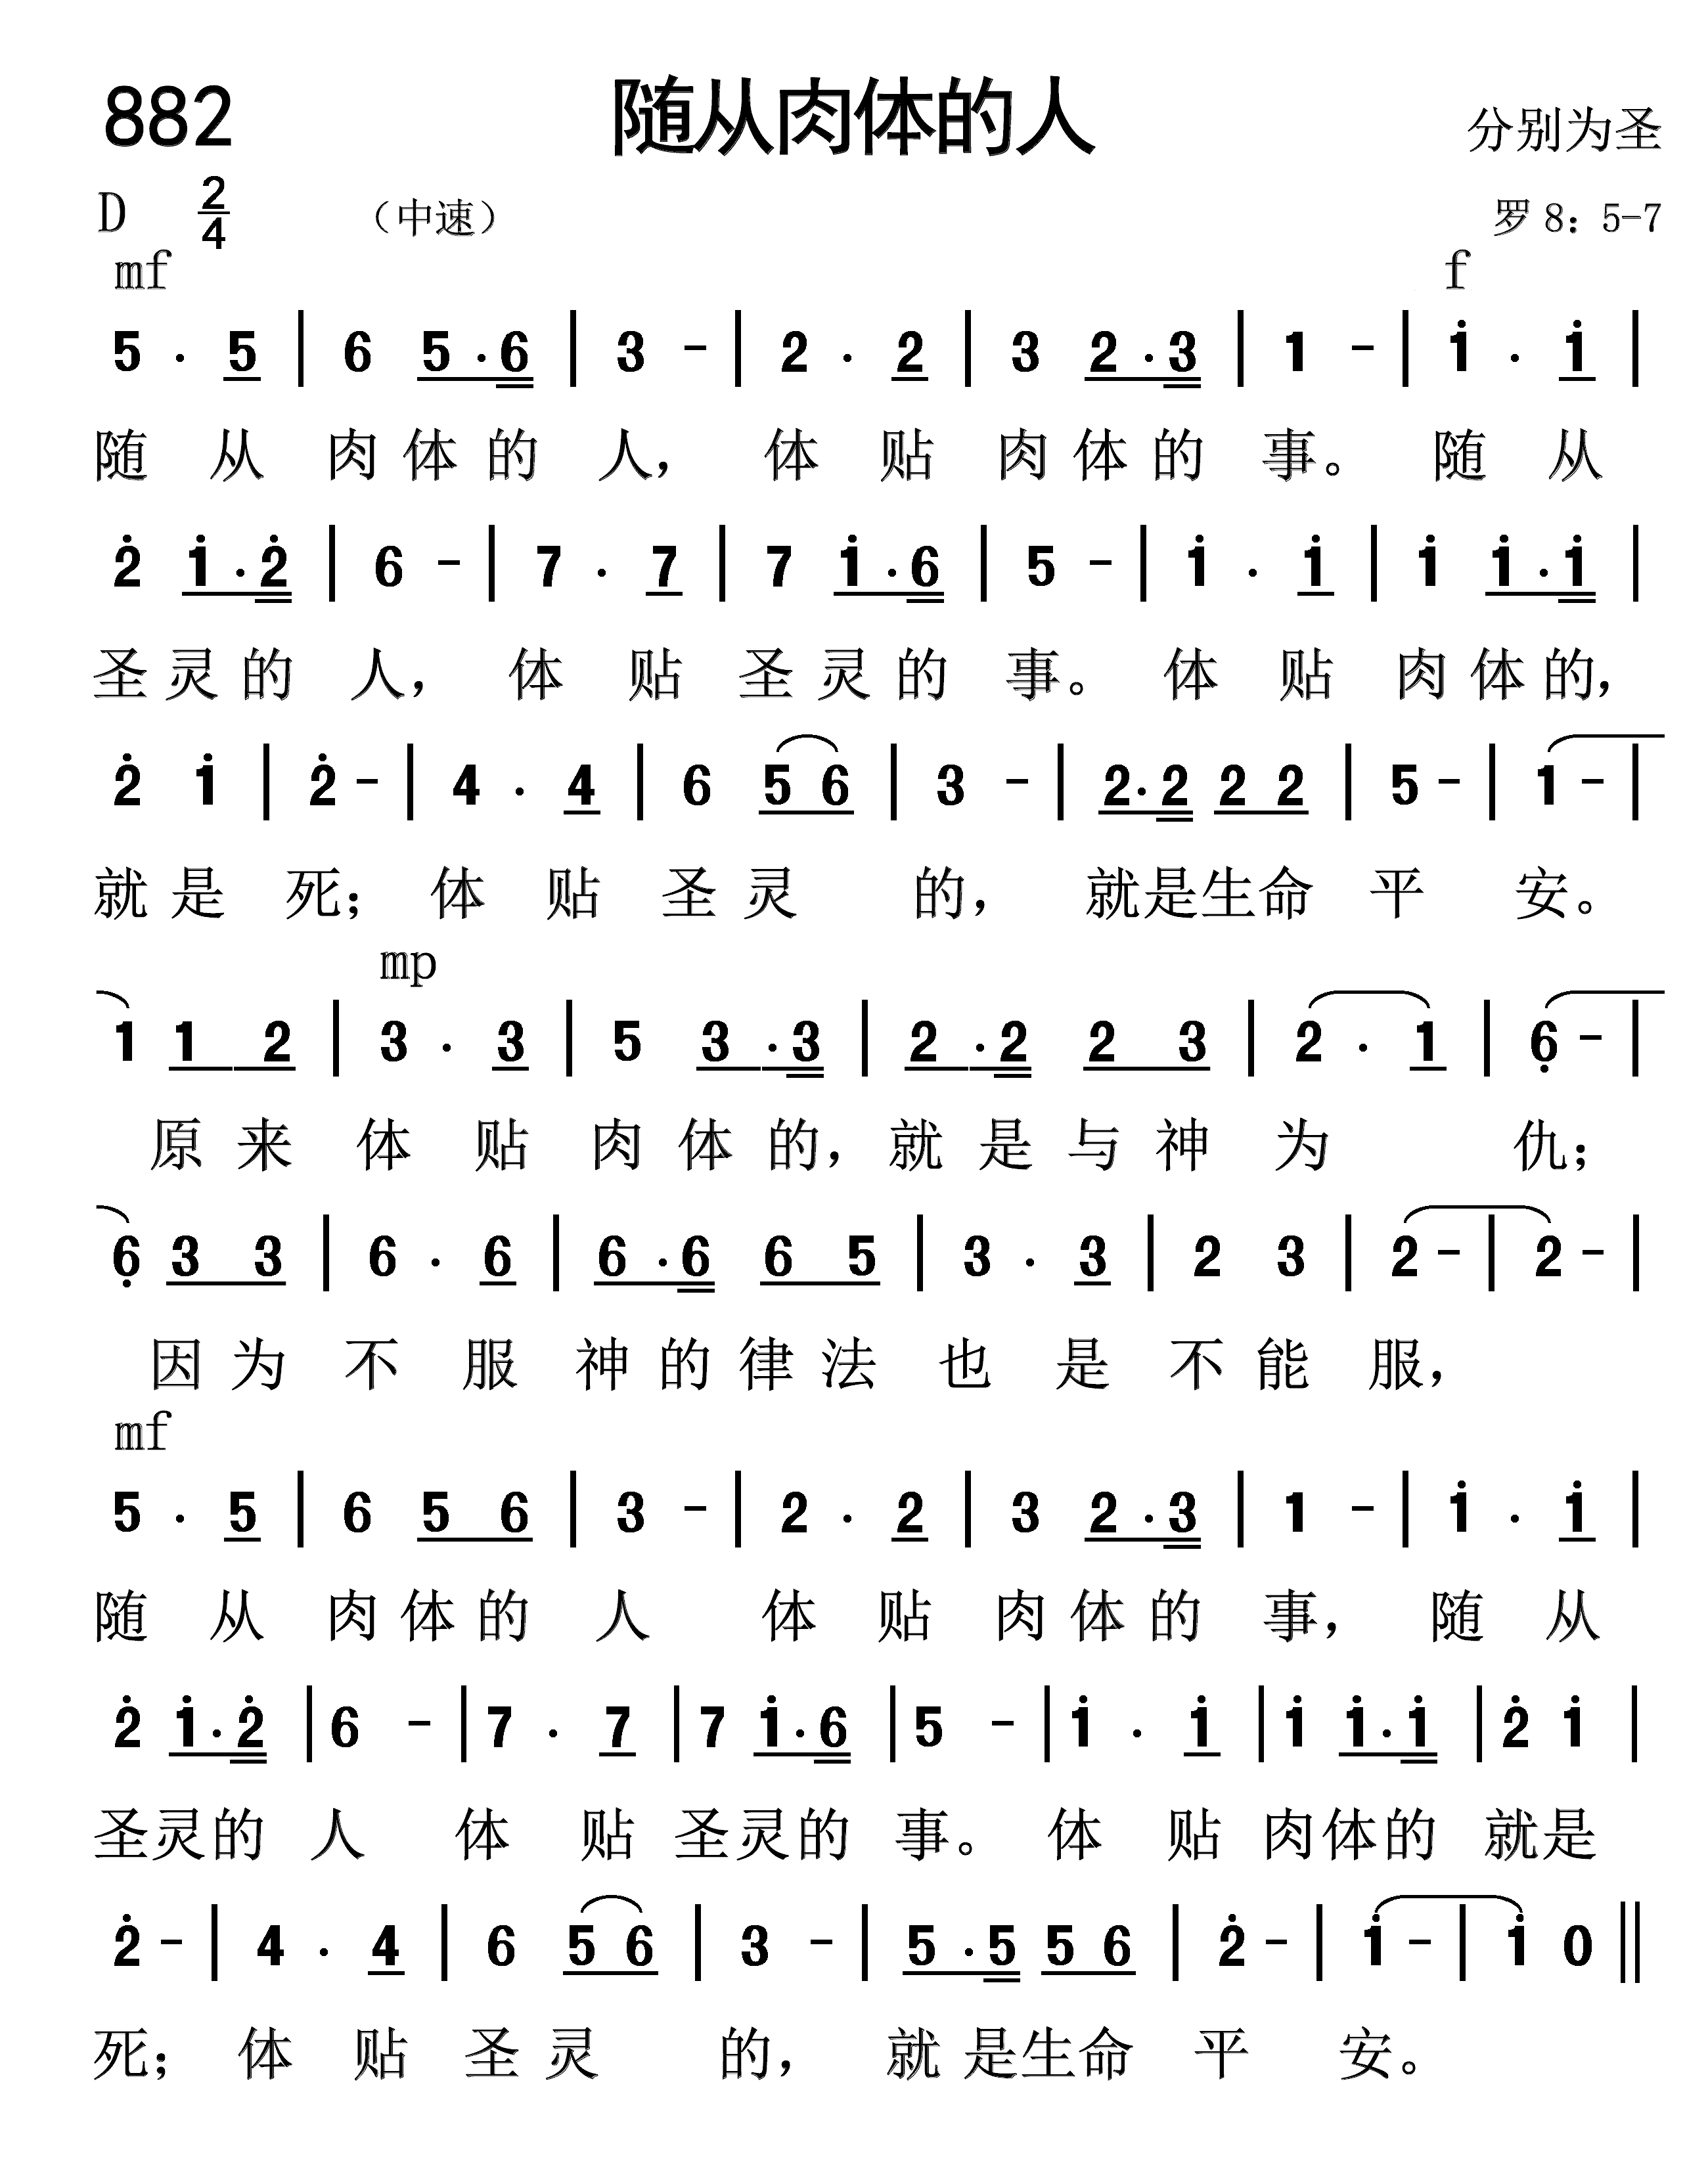 882 随从肉体的人 分别为圣
D 2/4 （中速） 罗 8：5-7
mf f
5 · 5 | 6 5 · 6 | 3 - | 2 · 2 | 3 2 · 3 | 1 - | i · i |
随 从 肉 体 的 人， 体 贴 肉 体 的 事。 随 从
2̇ i · 2̇ | 6 - | 7 · 7 | 7 i · 6 | 5 - | i · i | i i · i |
圣 灵 的 人， 体 贴 圣 灵 的 事。 体 贴 肉 体 的，
2̇ i | 2̇ - | 4 · 4 | 6 5 6 | 3 - | 2 · 2 2 2 | 5 - | 1 - |
就 是 死； 体 贴 圣 灵 的， 就是生命 平 安。
mp
1 1 2 | 3 · 3 | 5 3 · 3 | 2 · 2 2 3 | 2 · 1 | 6̣ - |
原 来 体 贴 肉 体 的，就 是 与 神 为 仇；
6̣ 3 3 | 6 · 6 | 6 · 6 6 5 | 3 · 3 | 2 3 | 2 - | 2 - |
因 为 不 服 神 的 律 法 也 是 不 能 服，
mf
5 · 5 | 6 5 6 | 3 - | 2 · 2 | 3 2 · 3 | 1 - | i · i |
随 从 肉 体 的 人 体 贴 肉 体 的 事， 随 从
2̇ i · 2̇ | 6 - | 7 · 7 | 7 i · 6 | 5 - | i · i | i i · i | 2̇ i |
圣灵的 人 体 贴 圣灵的 事。 体 贴 肉体的 就是
2̇ - | 4 · 4 | 6 5 6 | 3 - | 5 · 5 5 6 | 2̇ - | i - | i 0 ‖
死； 体 贴 圣 灵 的， 就 是生命 平 安。